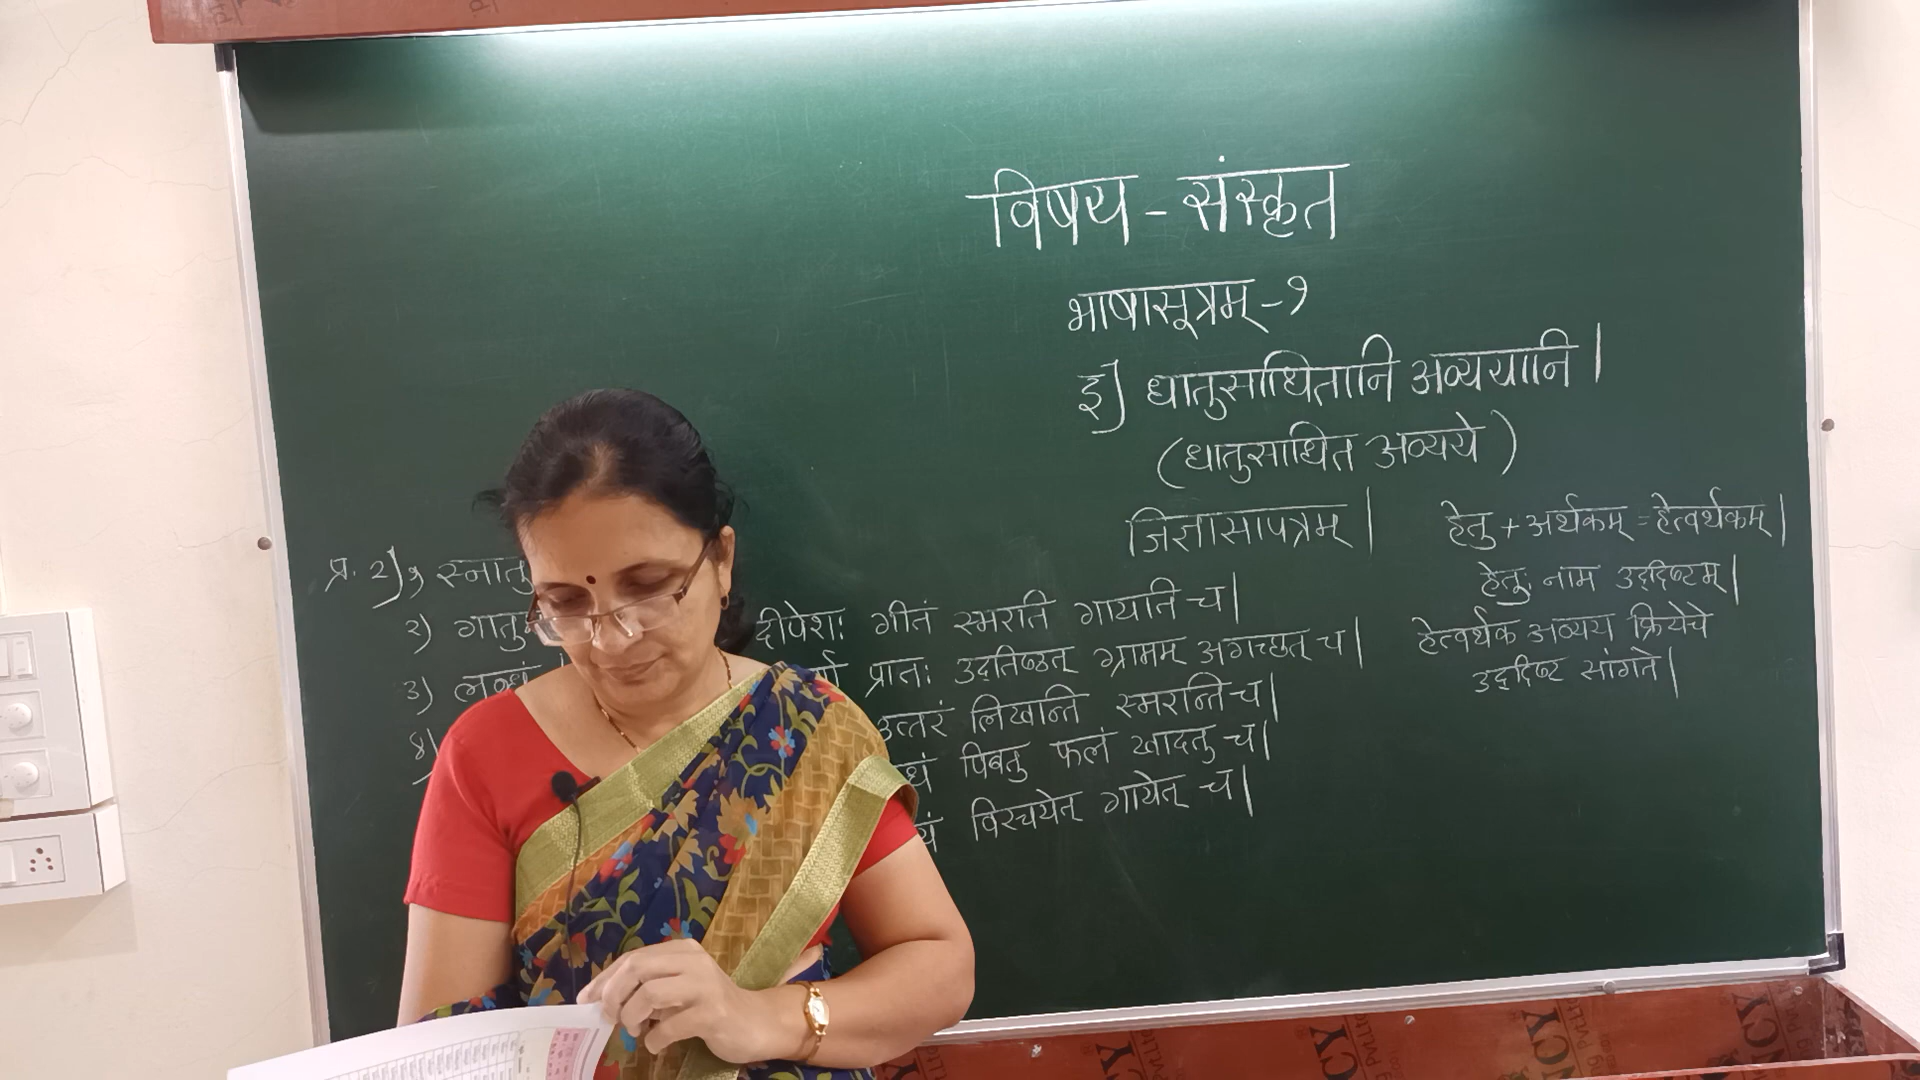 विषय - संस्कृत
भाषासूत्रम् - १
इ] धातुसाधितानि अव्ययानि |
(धातुसाधित अव्यये)
जिज्ञासापत्रम् |
हेतु + अर्थकम् = हेत्वर्थकम् |
हेतु: नाम उद्दिष्टम् |
हेत्वर्थक अव्यय क्रियेचे
उद्दिष्ट सांगते |
प्र. २] १) स्नातु
२) गातु दीपेशः गीतं स्मरति गायति च |
३) लब्धुं प्रातः उदतिष्ठत् ग्रामम् अगच्छत् च |
४) उत्तरं लिखन्ति स्मरन्ति च |
पिबतु फलं खादतु च |
विरचयेत् गायेत् च |